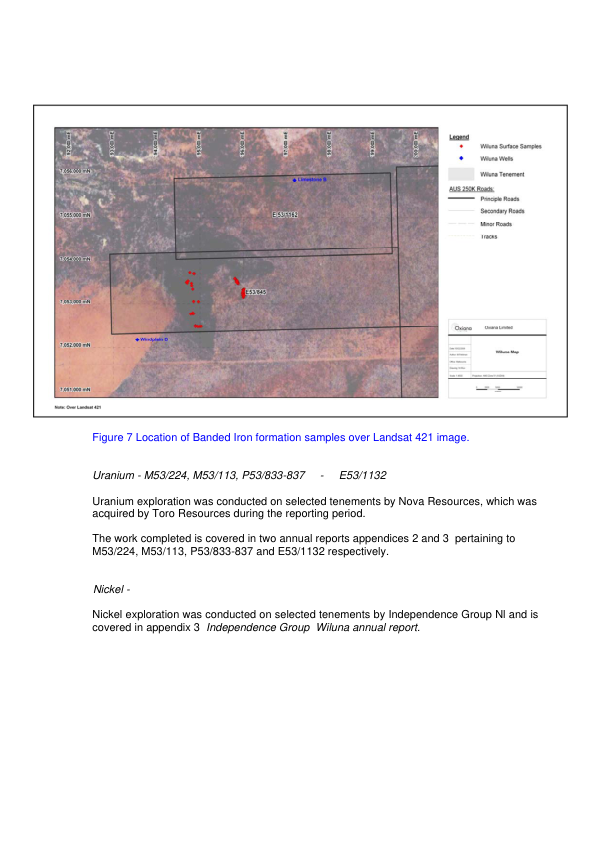 7,056,000 mN
7,055,000 mN
7,054,000 mN
7,053,000 mN
7,052,000 mN
7,051,000 mN
Limestone B
E 53/1162
E53/645
Windplain D
Note: Over Landsat 421
Legend
Wiluna Surface Samples
Wiluna Wells
Wiluna Tenement
AUS 250K Roads:
Principle Roads
Secondary Roads
Minor Roads
Tracks
Oxiana
Oxiana Limited
Wiluna Map
Figure 7 Location of Banded Iron formation samples over Landsat 421 image.
Uranium - M53/224, M53/113, P53/833-837 - E53/1132
Uranium exploration was conducted on selected tenements by Nova Resources, which was
acquired by Toro Resources during the reporting period.
The work completed is covered in two annual reports appendices 2 and 3 pertaining to
M53/224, M53/113, P53/833-837 and E53/1132 respectively.
Nickel -
Nickel exploration was conducted on selected tenements by Independence Group Nl and is
covered in appendix 3 Independence Group Wiluna annual report.